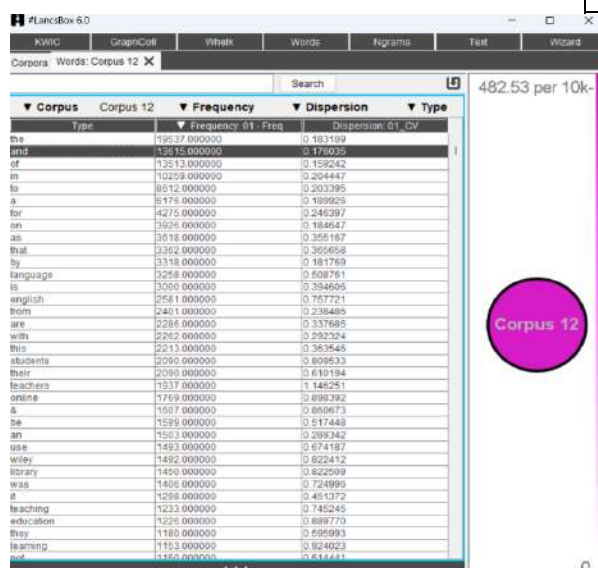 #LancsBox 6.0
KWIC GraphColl Whelk Words Ngrams Text Wizard
Corpora Words: Corpus 12 X
Search
482.53 per 10k-
▼ Corpus Corpus 12 ▼ Frequency ▼ Dispersion ▼ Type
Type ▼ Frequency: 01 - Freq Dispersion: 01_CV
the 19537.000000 0.183189
and 13615.000000 0.176035
of 13513.000000 0.159242
in 10259.000000 0.204447
to 8612.000000 0.203395
a 6176.000000 0.189926
for 4275.000000 0.246397
on 3926.000000 0.184647
as 3618.000000 0.355167
that 3362.000000 0.365658
by 3318.000000 0.181769
language 3258.000000 0.508761
is 3000.000000 0.394606
english 2581.000000 0.757721
from 2401.000000 0.236485
are 2286.000000 0.337685
with 2262.000000 0.292324
this 2213.000000 0.363546
students 2090.000000 0.809533
their 2090.000000 0.610194
teachers 1937.000000 1.146251
online 1769.000000 0.898392
& 1607.000000 0.860673
be 1599.000000 0.517448
an 1503.000000 0.289342
use 1493.000000 0.674187
wiley 1492.000000 0.822412
library 1450.000000 0.822509
was 1406.000000 0.724996
it 1298.000000 0.451372
teaching 1233.000000 0.745245
education 1226.000000 0.889770
they 1180.000000 0.595993
learning 1153.000000 0.924023
not 1150.000000 0.514441
Corpus 12
0